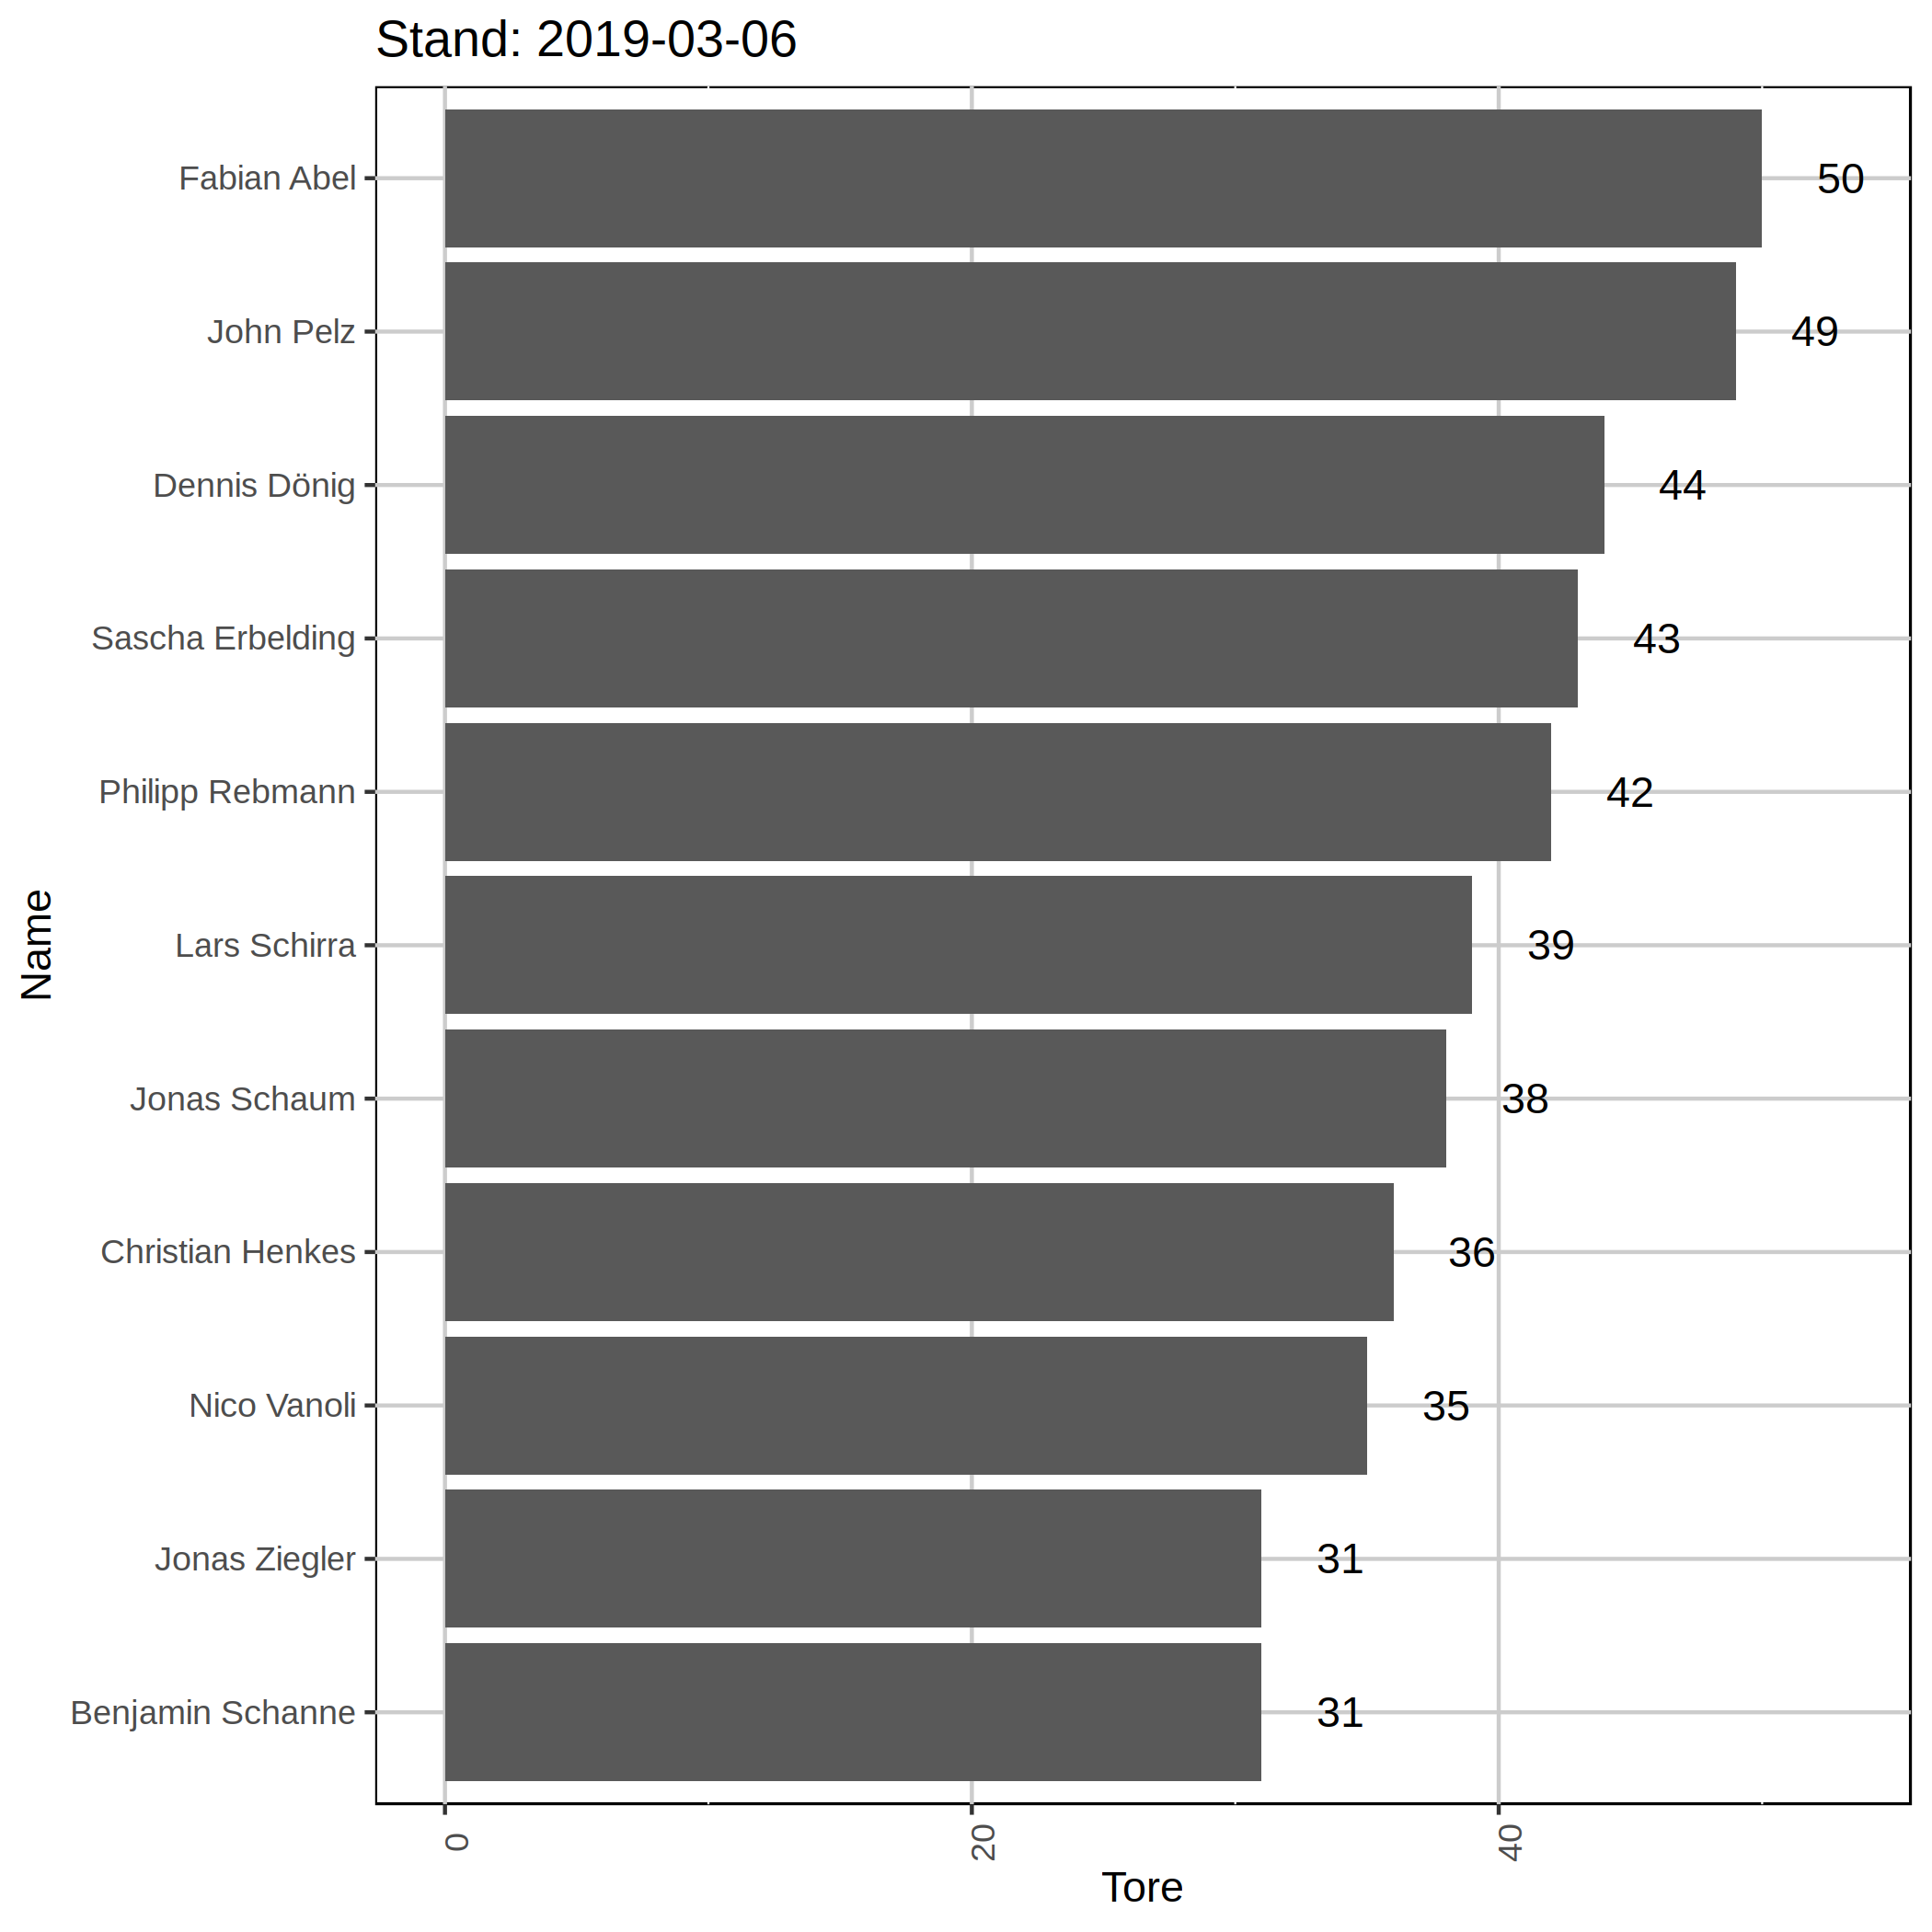 Stand: 2019-03-06
Fabian Abel 50
John Pelz 49
Dennis Dönig 44
Sascha Erbelding 43
Philipp Rebmann 42
Lars Schirra 39
Jonas Schaum 38
Christian Henkes 36
Nico Vanoli 35
Jonas Ziegler 31
Benjamin Schanne 31
Name
0 20 40
Tore